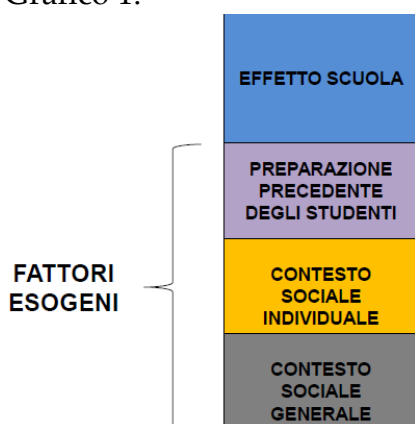 Grafico 1.
EFFETTO SCUOLA
PREPARAZIONE
PRECEDENTE
DEGLI STUDENTI
FATTORI
ESOGENI
CONTESTO
SOCIALE
INDIVIDUALE
CONTESTO
SOCIALE
GENERALE